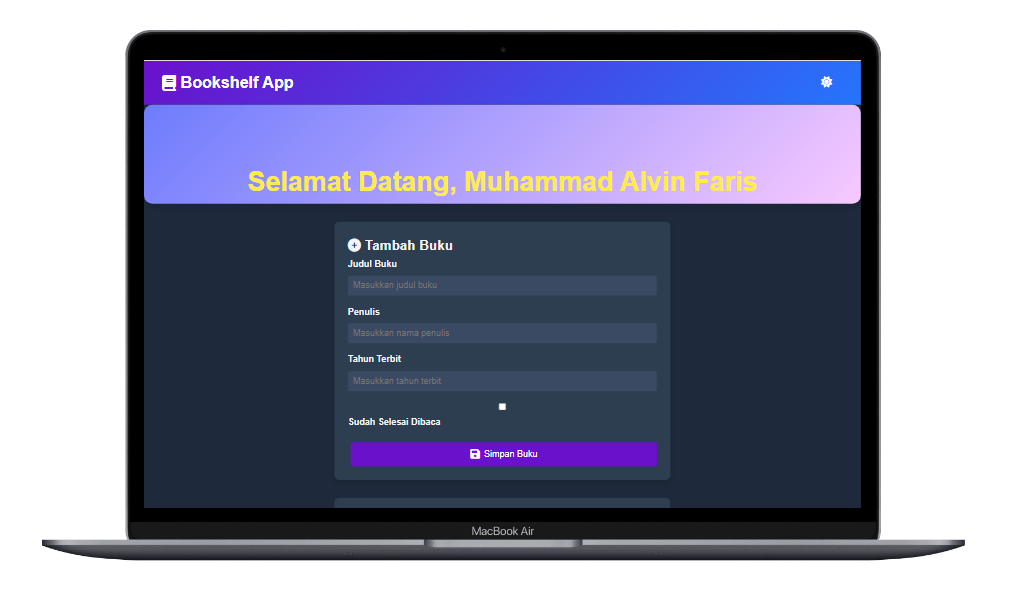 Bookshelf App
Selamat Datang, Muhammad Alvin Faris
Tambah Buku
Judul Buku
Masukkan judul buku
Penulis
Masukkan nama penulis
Tahun Terbit
Masukkan tahun terbit
Sudah Selesai Dibaca
Simpan Buku
MacBook Air